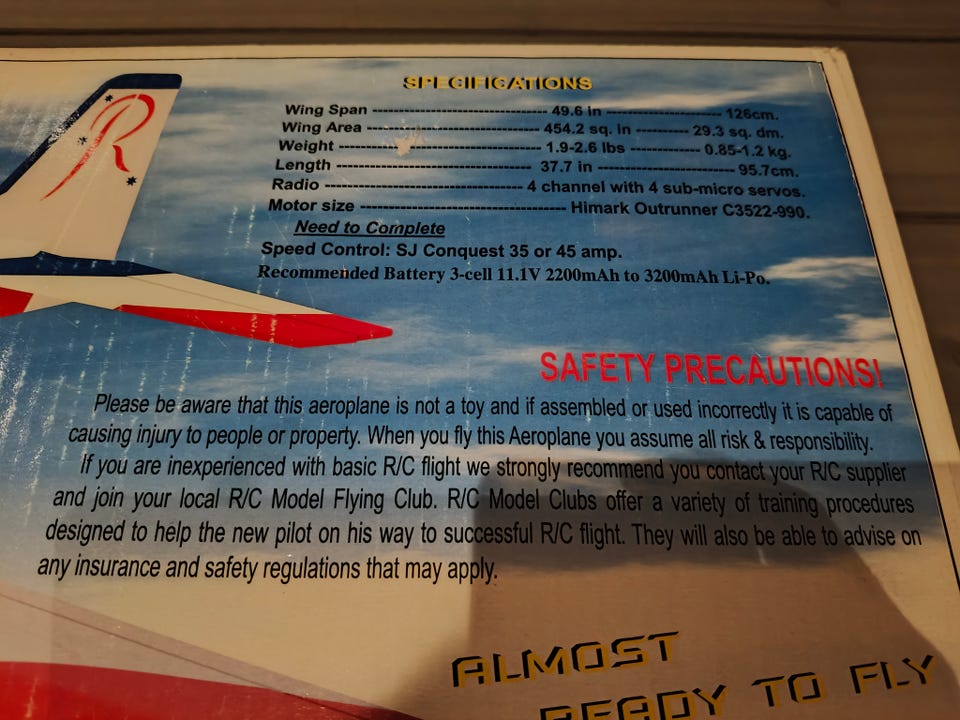 SPECIFICATIONS
Wing Span ---------------------------- 49.6 in ------------------- 126cm.
Wing Area ----------------------------- 454.2 sq. in --------- 29.3 sq. dm.
Weight --------------------------------- 1.9-2.6 lbs ------------ 0.85-1.2 kg.
Length -------------------------------- 37.7 in ------------------------ 95.7cm.
Radio -------------------------------- 4 channel with 4 sub-micro servos.
Motor size --------------------------------- Himark Outrunner C3522-990.
Need to Complete
Speed Control: SJ Conquest 35 or 45 amp.
Recommended Battery 3-cell 11.1V 2200mAh to 3200mAh Li-Po.
R
SAFETY PRECAUTIONS!
Please be aware that this aeroplane is not a toy and if assembled or used incorrectly it is capable of
causing injury to people or property. When you fly this Aeroplane you assume all risk & responsibility.
If you are inexperienced with basic R/C flight we strongly recommend you contact your R/C supplier
and join your local R/C Model Flying Club. R/C Model Clubs offer a variety of training procedures
designed to help the new pilot on his way to successful R/C flight. They will also be able to advise on
any insurance and safety regulations that may apply.
ALMOST
READY TO FLY